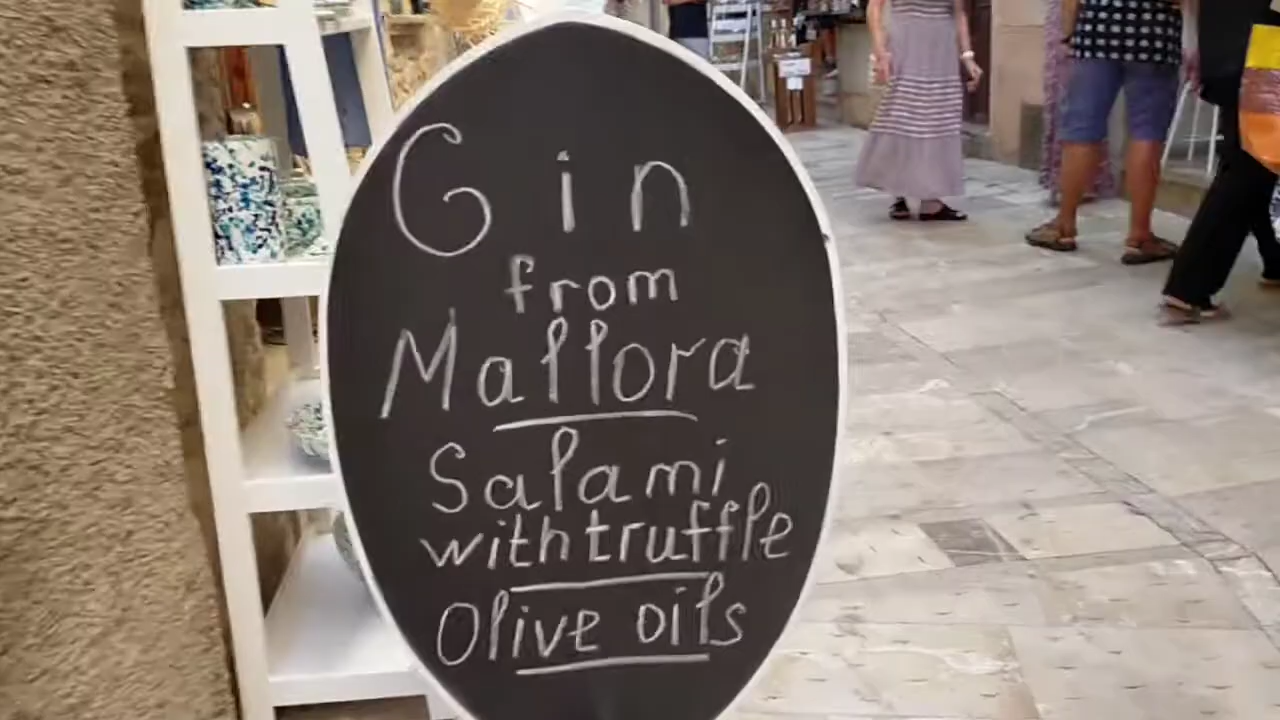 Gin
from
Mallora
Salami
with truffle
Olive oils